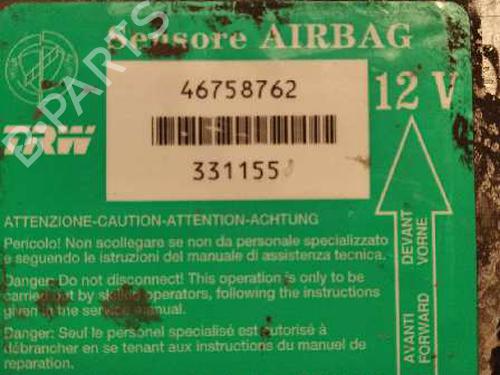 Sensore AIRBAG
46758762
12 V
TRW
331155
ATTENZIONE-CAUTION-ATTENTION-ACHTUNG
Pericolo! Non scollegare se non da personale specializzato
e seguendo le istruzioni del manuale di assistenza tecnica.
Danger: Do not disconnect! This operation is only to be
carried out by skilled operators, following the instructions
given in the service manual.
Danger: Seul le personel spécialisé est autorisé à
débrancher en se tenant aux instructions du manuel de
reparation.
DEVANT
VORNE
AVANTI
FORWARD
B-PARTS